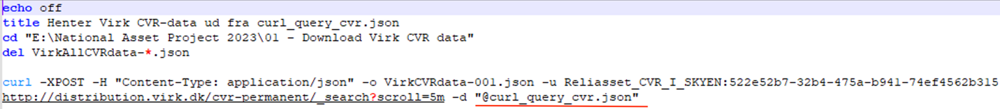 echo off
title Henter Virk CVR-data ud fra curl_query_cvr.json
cd "E:\National Asset Project 2023\01 - Download Virk CVR data"
del VirkAllCVRdata-*.json
curl -XPOST -H "Content-Type: application/json" -o VirkCVRdata-001.json -u Reliasset_CVR_I_SKYEN:522e52b7-32b4-475a-b941-74ef4562b315
http://distribution.virk.dk/cvr-permanent/_search?scroll=5m -d "@curl_query_cvr.json"